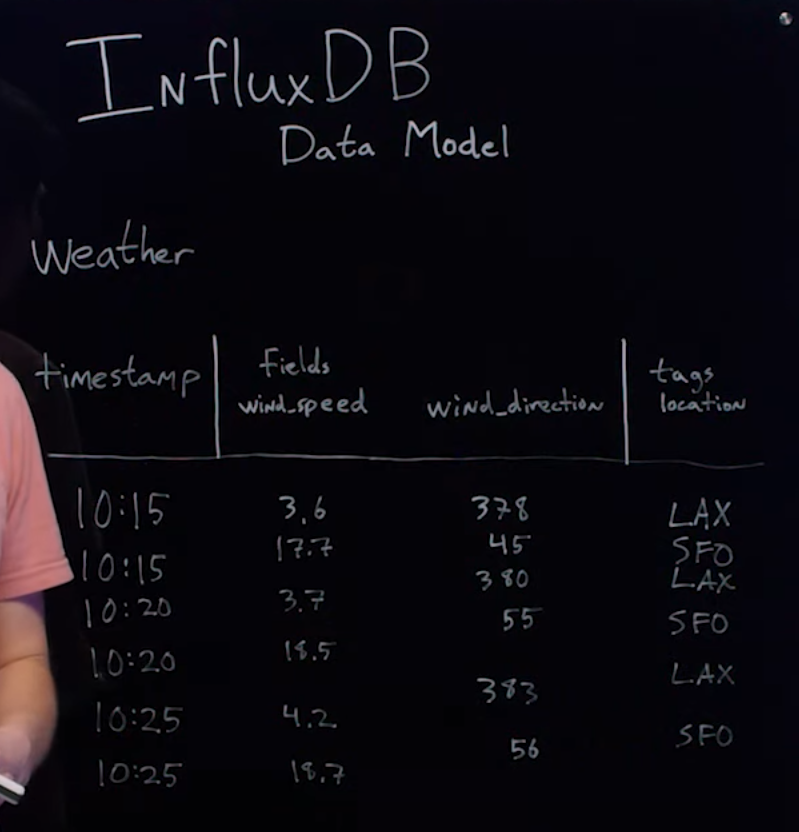 InfluxDB
Data Model
Weather
timestamp fields tags
wind_speed wind_direction location
10:15 3.6 378 LAX
10:15 17.7 45 SFO
10:20 3.7 380 LAX
10:20 18.5 55 SFO
10:25 4.2 383 LAX
10:25 18.7 56 SFO